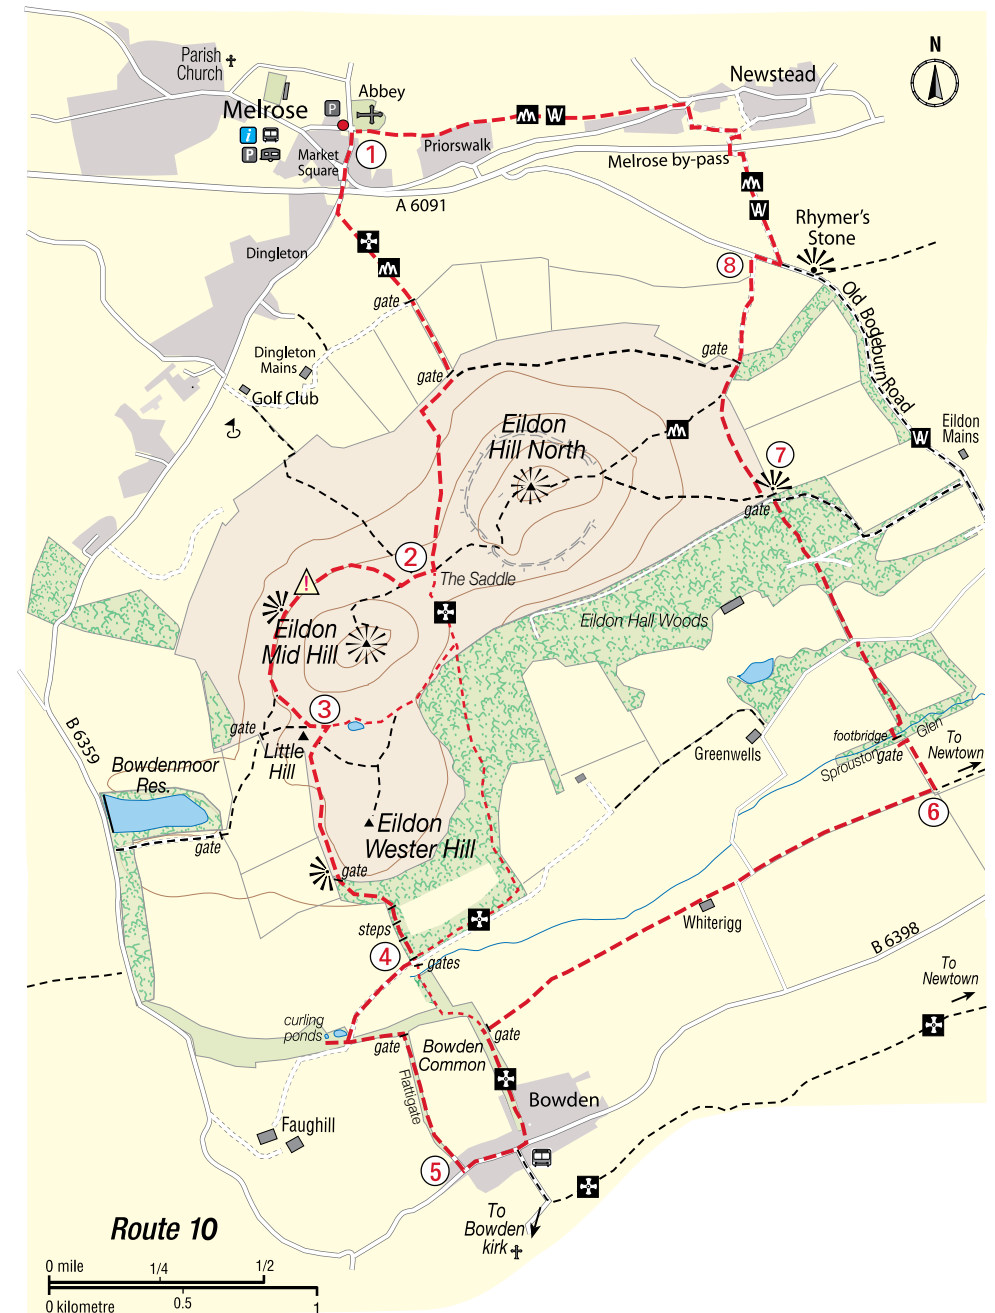 Parish
Church
Abbey
Newstead
N
Melrose
P
i
P
Market
Square
1
Priorswalk
Melrose by-pass
A 6091
Rhymer's
Stone
Dingleton
8
gate
Old Bodeburn Road
Dingleton
Mains
gate
gate
Golf Club
Eildon
Hill North
Eildon
Mains
7
gate
2
The Saddle
!
Eildon
Mid Hill
Eildon Hall Woods
3
gate
B 6359
Little
Hill
Greenwells
footbridge
Glen
Sprouston
gate
To
Newtown
Bowdenmoor
Res.
6
Eildon
Wester Hill
gate
gate
Whiterigg
steps
B 6398
4
gates
To
Newtown
curling
ponds
gate
gate
Bowden
Common
Flattigate
Bowden
Faughill
5
To
Bowden
kirk
Route 10
0 mile
1/4
1/2
0 kilometre
0.5
1